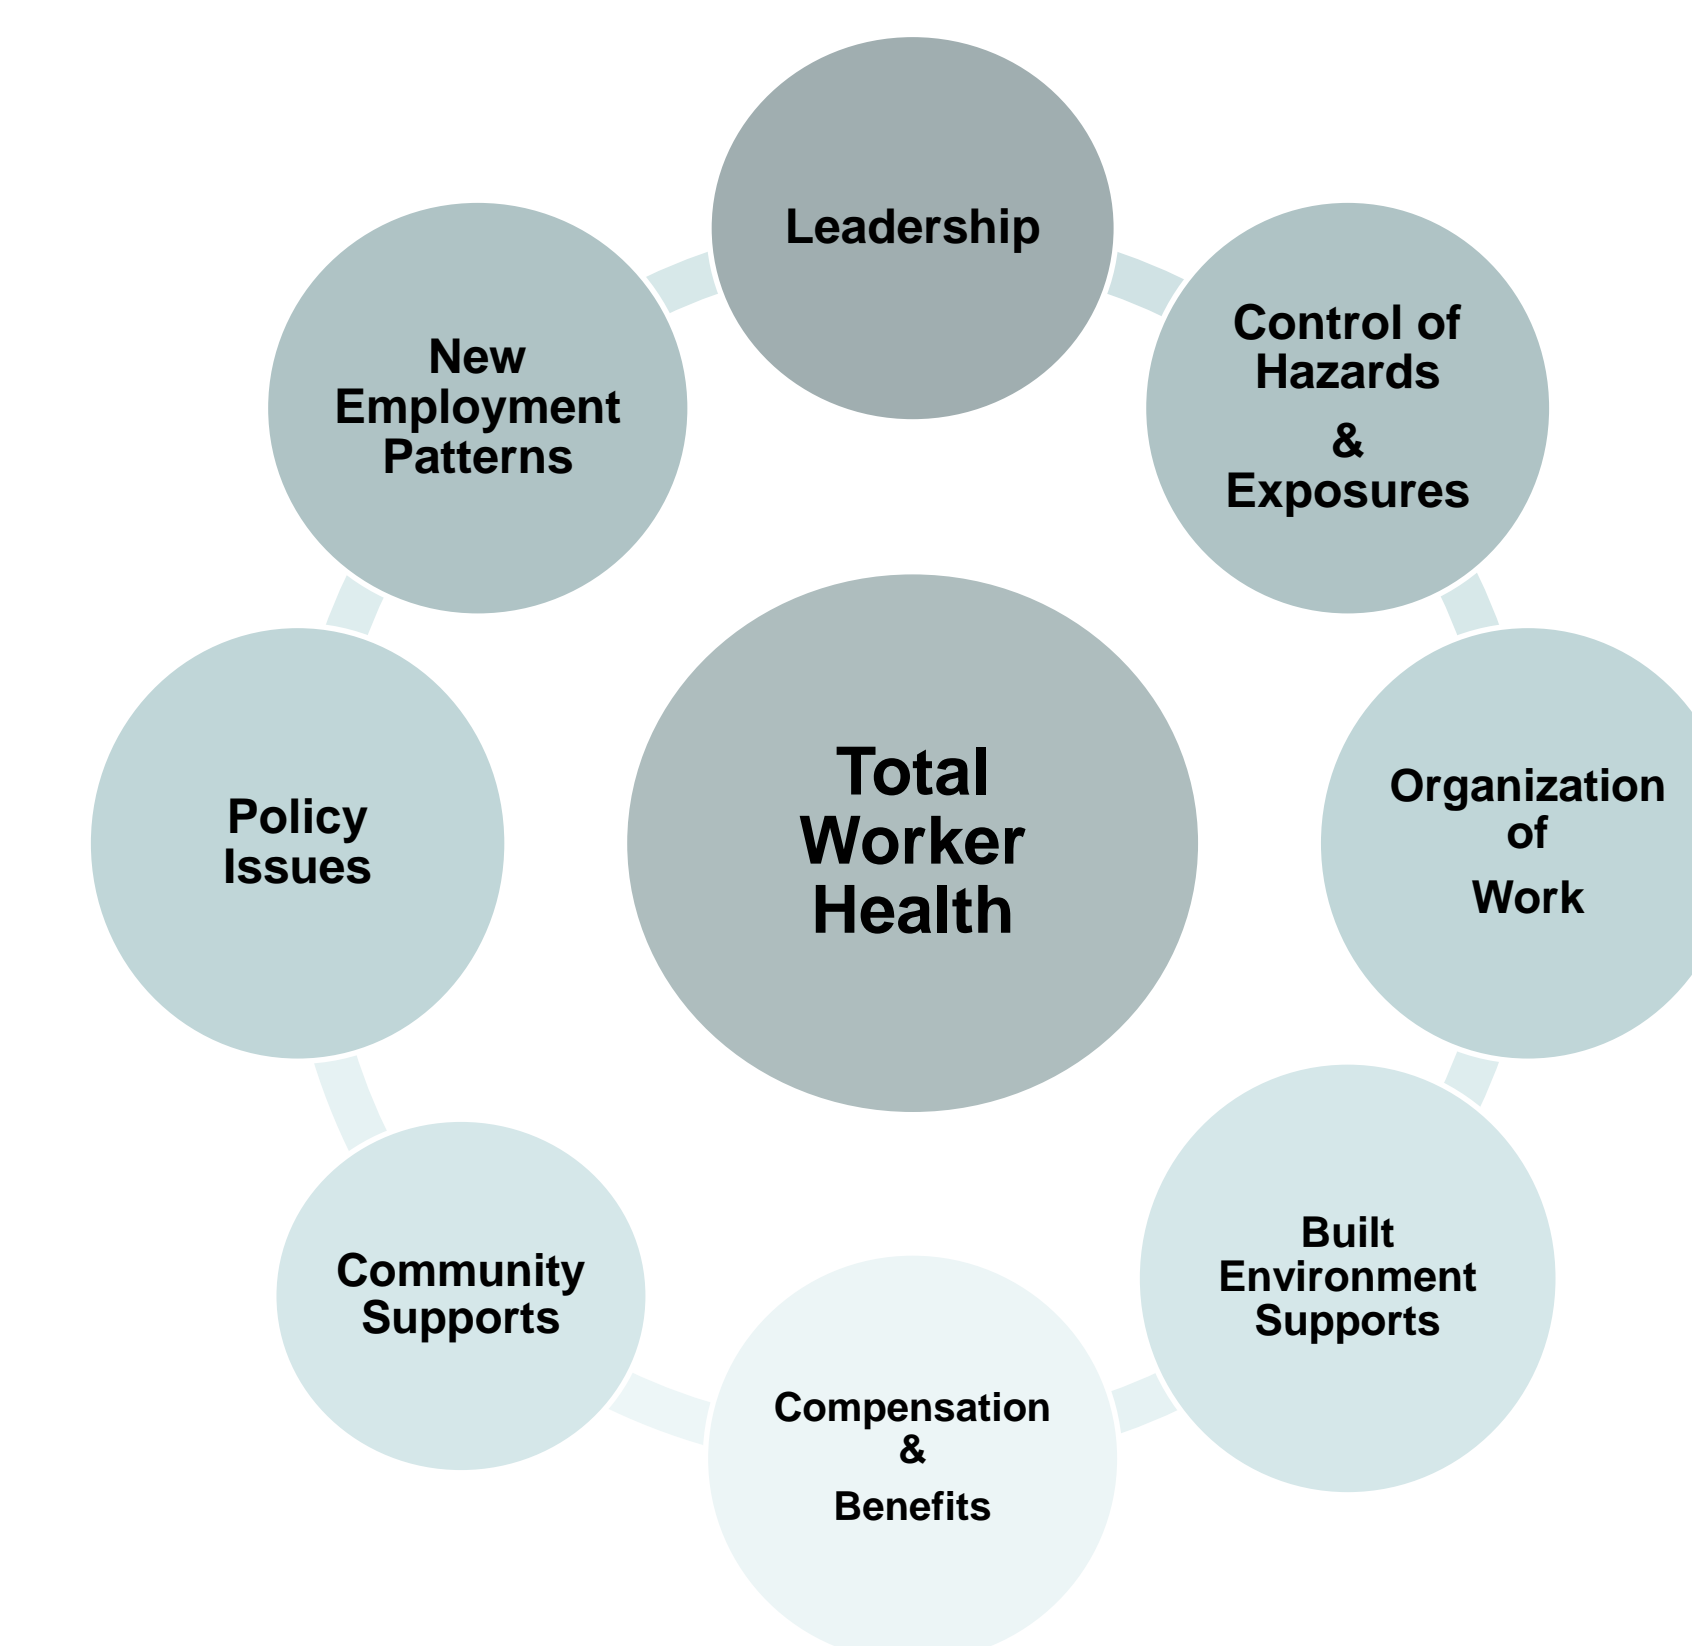 Leadership
Control of
Hazards
&
Exposures
Organization
of
Work
Built
Environment
Supports
Compensation
&
Benefits
Community
Supports
Policy
Issues
New
Employment
Patterns
Total
Worker
Health